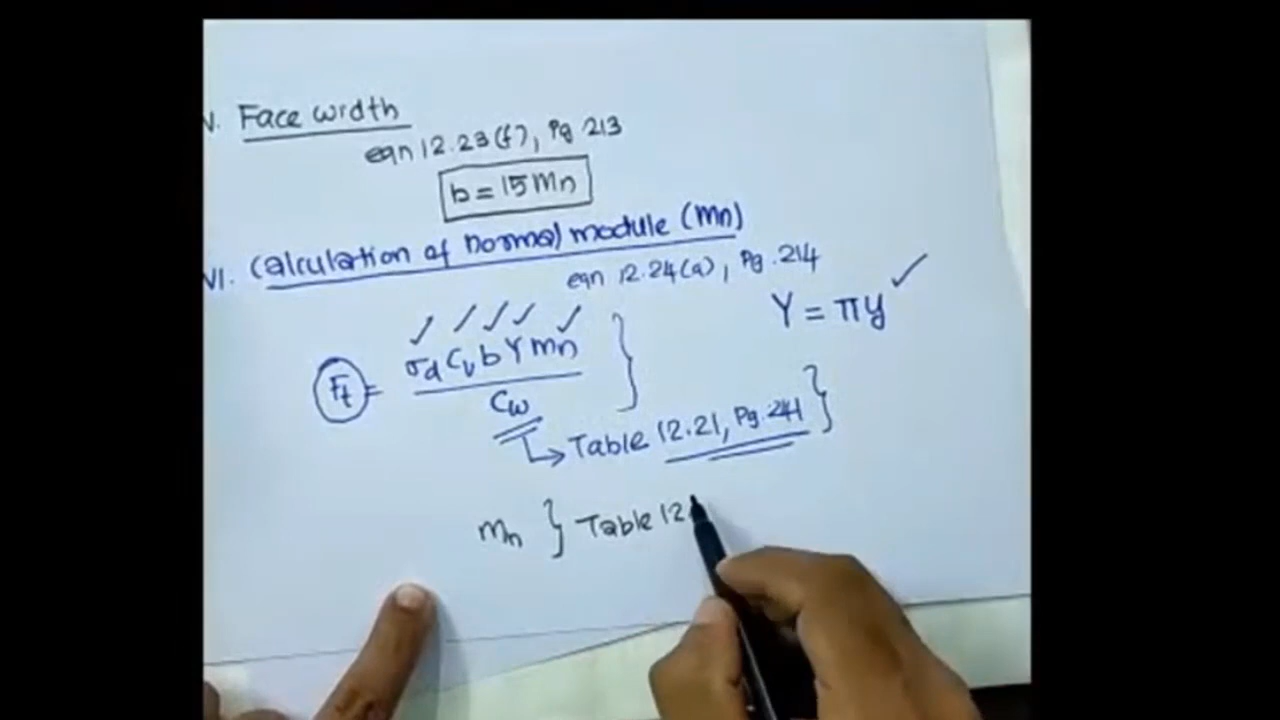 V. Face width
eqn 12.23(f), Pg 213
b = 15 mn
VI. Calculation of normal module (mn)
eqn 12.24(a), Pg. 214
Y = πy ✓
Ft = σd Cv b Y mn / Cw }
→ Table 12.21, Pg. 241 }
mn } Table 12.